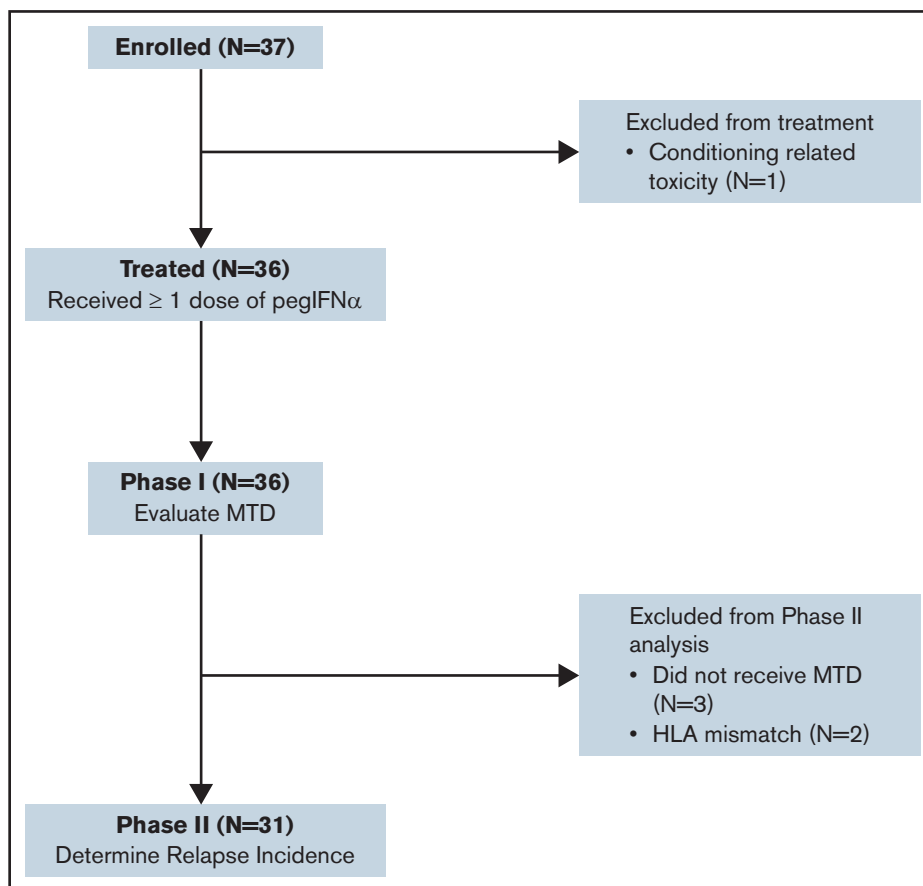 Enrolled (N=37)
Excluded from treatment
• Conditioning related
toxicity (N=1)
Treated (N=36)
Received ≥ 1 dose of pegIFNα
Phase I (N=36)
Evaluate MTD
Excluded from Phase II
analysis
• Did not receive MTD
(N=3)
• HLA mismatch (N=2)
Phase II (N=31)
Determine Relapse Incidence